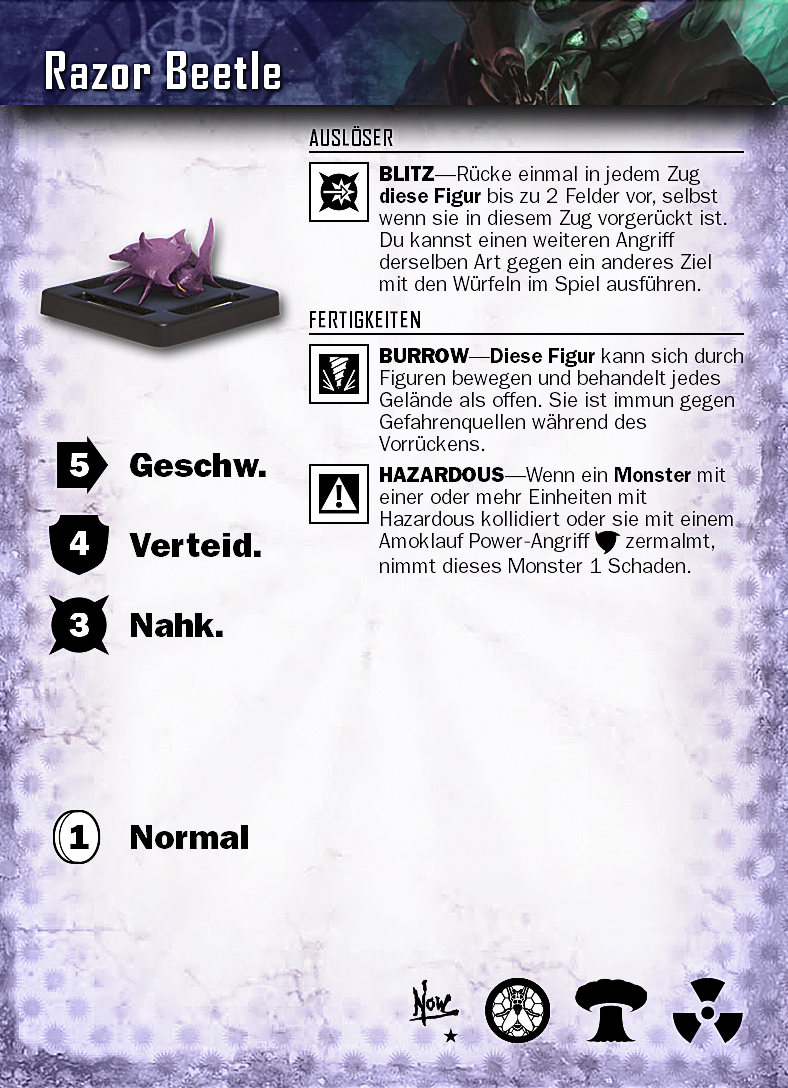 Razor Beetle
AUSLÖSER
BLITZ—Rücke einmal in jedem Zug
diese Figur bis zu 2 Felder vor, selbst
wenn sie in diesem Zug vorgerückt ist.
Du kannst einen weiteren Angriff
derselben Art gegen ein anderes Ziel
mit den Würfeln im Spiel ausführen.
FERTIGKEITEN
BURROW—Diese Figur kann sich durch
Figuren bewegen und behandelt jedes
Gelände als offen. Sie ist immun gegen
Gefahrenquellen während des
Vorrückens.
HAZARDOUS—Wenn ein Monster mit
einer oder mehr Einheiten mit
Hazardous kollidiert oder sie mit einem
Amoklauf Power-Angriff zermalmt,
nimmt dieses Monster 1 Schaden.
5 Geschw.
4 Verteid.
3 Nahk.
1 Normal
Now